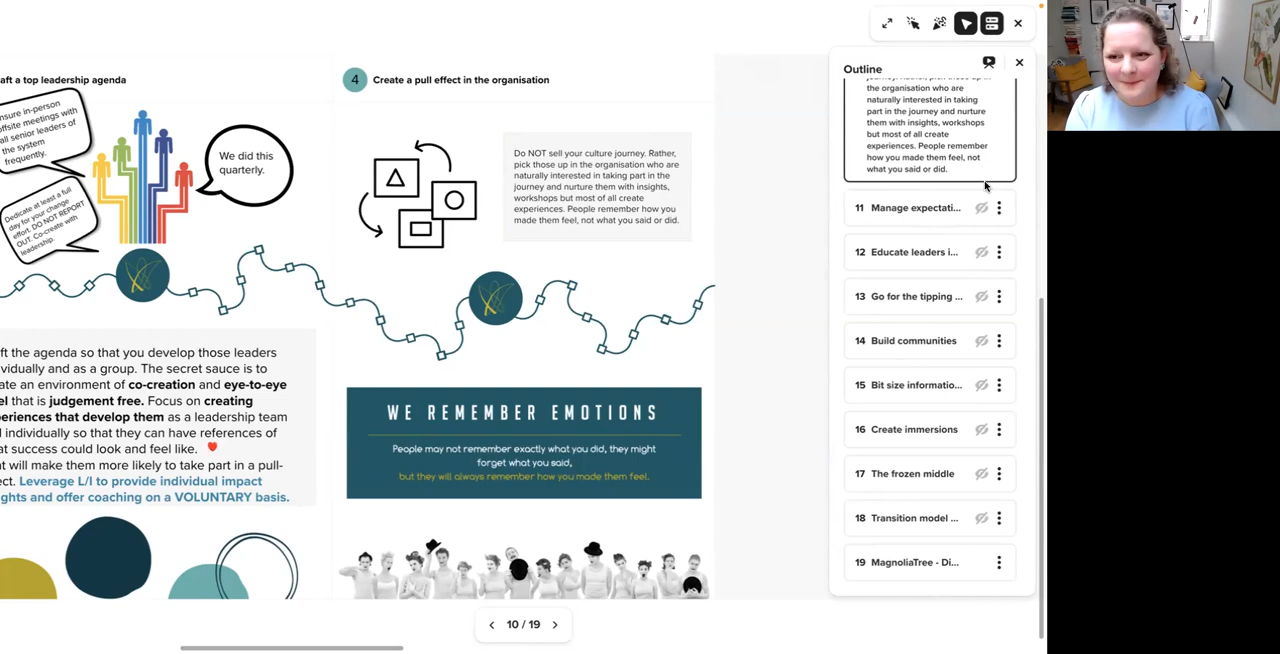 aft a top leadership agenda
nsure in-person
offsite meetings with
all senior leaders of
the system
frequently.
Dedicate at least a full
day for your change
effort. DO NOT REPORT
OUT. Co-create with
leadership.
We did this
quarterly.
ft the agenda so that you develop those leaders
vidually and as a group. The secret sauce is to
ate an environment of co-creation and eye-to-eye
el that is judgement free. Focus on creating
periences that develop them as a leadership team
d individually so that they can have references of
at success could look and feel like.
at will make them more likely to take part in a pull-
ect. Leverage L/I to provide individual impact
ghts and offer coaching on a VOLUNTARY basis.
4 Create a pull effect in the organisation
Do NOT sell your culture journey. Rather,
pick those up in the organisation who are
naturally interested in taking part in the
journey and nurture them with insights,
workshops but most of all create
experiences. People remember how you
made them feel, not what you said or did.
WE REMEMBER EMOTIONS
People may not remember exactly what you did, they might
forget what you said,
but they will always remember how you made them feel.
10 / 19
Outline
the organisation who are
naturally interested in taking
part in the journey and nurture
them with insights, workshops
but most of all create
experiences. People remember
how you made them feel, not
what you said or did.
11 Manage expectati...
12 Educate leaders i...
13 Go for the tipping ...
14 Build communities
15 Bit size informatio...
16 Create immersions
17 The frozen middle
18 Transition model ...
19 MagnoliaTree - Di...